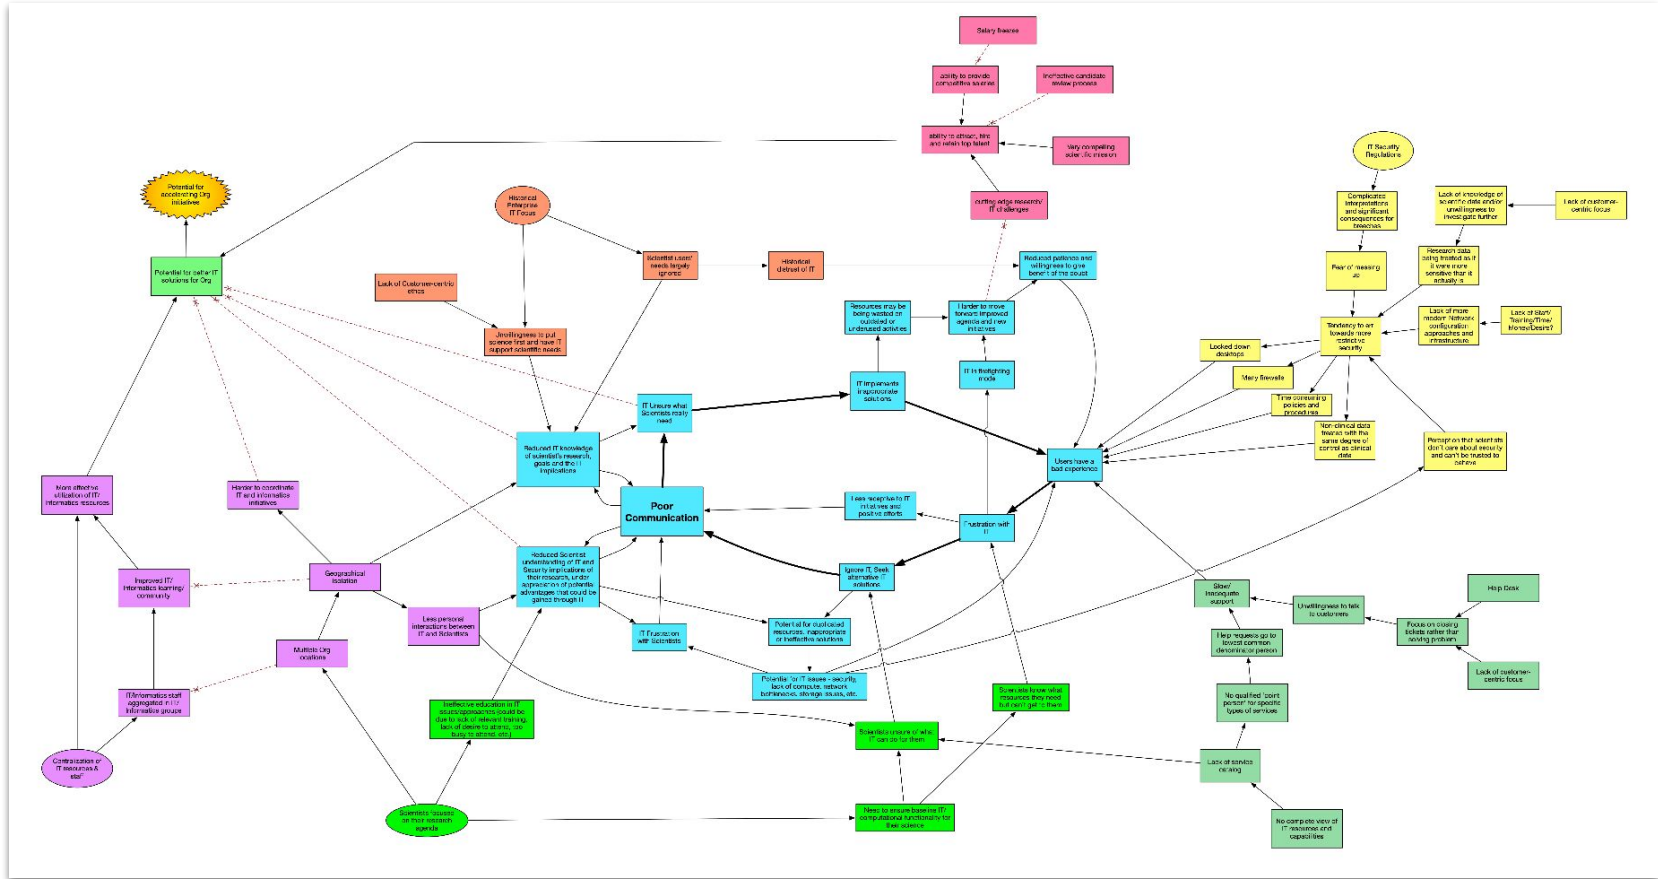 Salary freezes
ability to provide
competitive salaries
Ineffective candidate
review process
ability to attract, hire
and retain top talent
Very compelling
scientific mission
cutting edge research/
IT challenges
IT Security
Regulations
Complicated
interpretations
and significant
consequences for
breaches
Lack of knowledge of
scientific data and/or
unwillingness to
investigate further
Lack of customer-
centric focus
Fear of messing
up
Research data
being treated as if
it were more
sensitive than it
actually is
Tendency to err
towards more
restrictive
security
Lack of more
modern Network
configuration
approaches and
infrastructure
Lack of Staff/
Training/Time/
Money/Desire?
Locked down
desktops
Many firewalls
Time consuming
policies and
procedures
Non-clinical data
treated with the
same degree of
control as clinical
data
Perception that scientists
don't care about security
and can't be trusted to
behave
Potential for
accelerating Org
initiatives
Potential for better IT
solutions for Org
Historical
Enterprise
IT Focus
Scientist users'
needs largely
ignored
Historical
distrust of IT
Lack of Customer-centric
ethics
Unwillingness to put
science first and have IT
support scientific needs
Reduced patience and
willingness to give
benefit of the doubt
Resources may be
being wasted on
outdated or
underused activities
Harder to move
forward improved
agenda and new
initiatives
IT in firefighting
mode
IT Implements
inappropriate
solutions
IT Unsure what
Scientists really
need
Reduced IT knowledge
of scientist's research,
goals and the IT
implications
Poor
Communication
Users have a
bad experience
Less receptive to IT
initiatives and
positive efforts
Frustration with
IT
Ignore IT, Seek
alternative IT
solutions
Reduced Scientist
understanding of IT and
Security implications of
their research, under
appreciation of potential
advantages that could be
gained through IT
IT Frustration
with Scientists
Potential for duplicated
resources, inappropriate
or ineffective solutions
Potential for IT issues - security,
lack of compute, network
bottlenecks, storage issues, etc.
More effective
utilization of IT/
Informatics resources
Harder to coordinate
IT and informatics
initiatives
Improved IT/
Informatics learning/
community
Geographical
isolation
Less personal
interactions between
IT and Scientists
Multiple Org
locations
IT/Informatics staff
aggregated in IT/
Informatics groups
Centralization of
IT resources &
staff
Ineffective education in IT
issues/approaches (could be
due to lack of relevant training,
lack of desire to attend, too
busy to attend, etc.)
Scientists focused
on their research
agenda
Scientists know what
resources they need
but can't get to them
Scientists unsure of what
IT can do for them
Need to ensure baseline IT/
computational functionality for
their science
Slow/
Inadequate
support
Unwillingness to talk
to customers
Help Desk
Focus on closing
tickets rather than
solving problem
Lack of customer-
centric focus
Help requests go to
lowest common
denominator person
No qualified 'point
person' for specific
types of services
Lack of service
catalog
No complete view of
IT resources and
capabilities